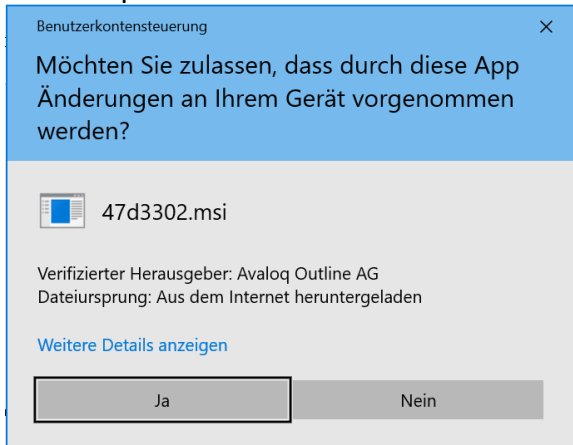 Benutzerkontensteuerung
Möchten Sie zulassen, dass durch diese App
Änderungen an Ihrem Gerät vorgenommen
werden?
47d3302.msi
Verifizierter Herausgeber: Avaloq Outline AG
Dateiursprung: Aus dem Internet heruntergeladen
Weitere Details anzeigen
Ja
Nein